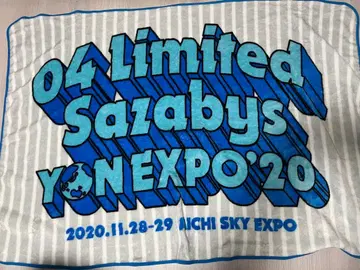 04 Limited
Sazabys
YON EXPO'20
2020.11.28-29 AICHI SKY EXPO